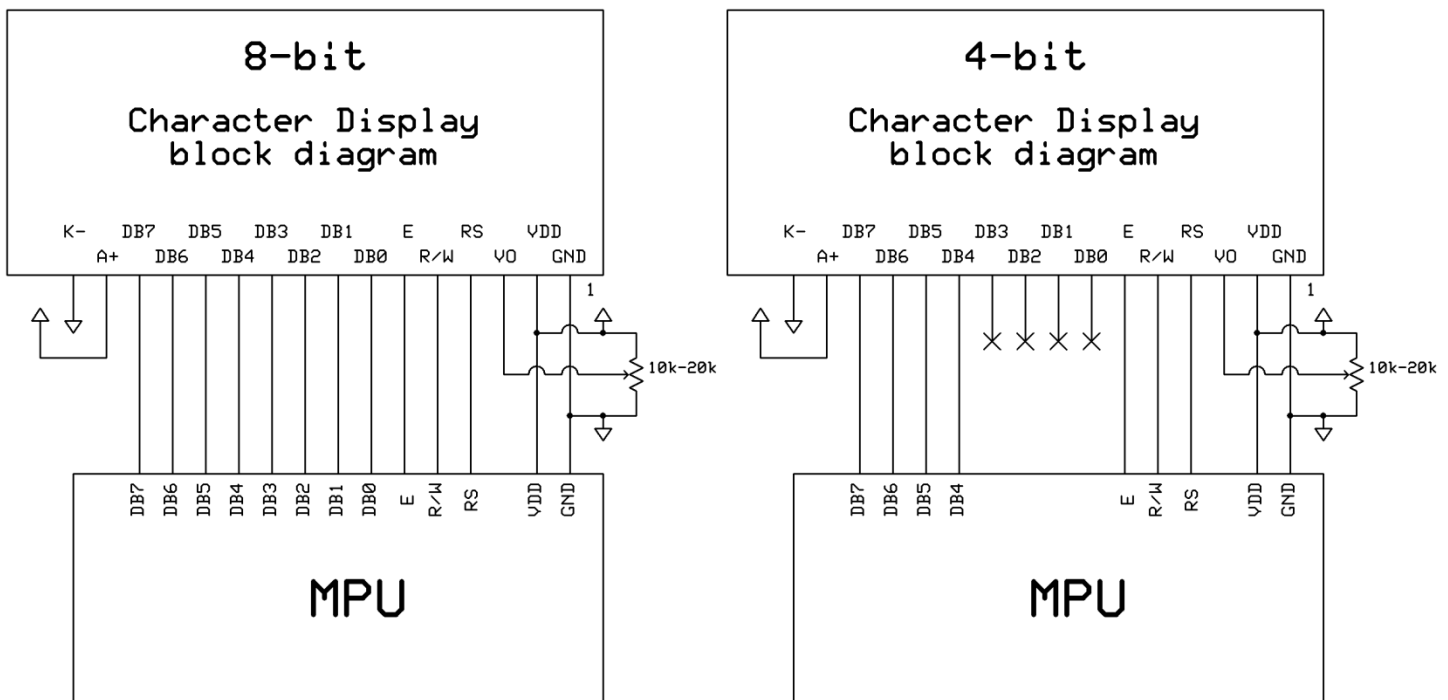 8-bit
Character Display
block diagram
K- DB7 DB5 DB3 DB1 E RS VDD
A+ DB6 DB4 DB2 DB0 R/W VO GND
1
10k-20k
DB7 DB6 DB5 DB4 DB3 DB2 DB1 DB0 E R/W RS VDD GND
MPU
4-bit
Character Display
block diagram
K- DB7 DB5 DB3 DB1 E RS VDD
A+ DB6 DB4 DB2 DB0 R/W VO GND
1
10k-20k
DB7 DB6 DB5 DB4 E R/W RS VDD GND
MPU